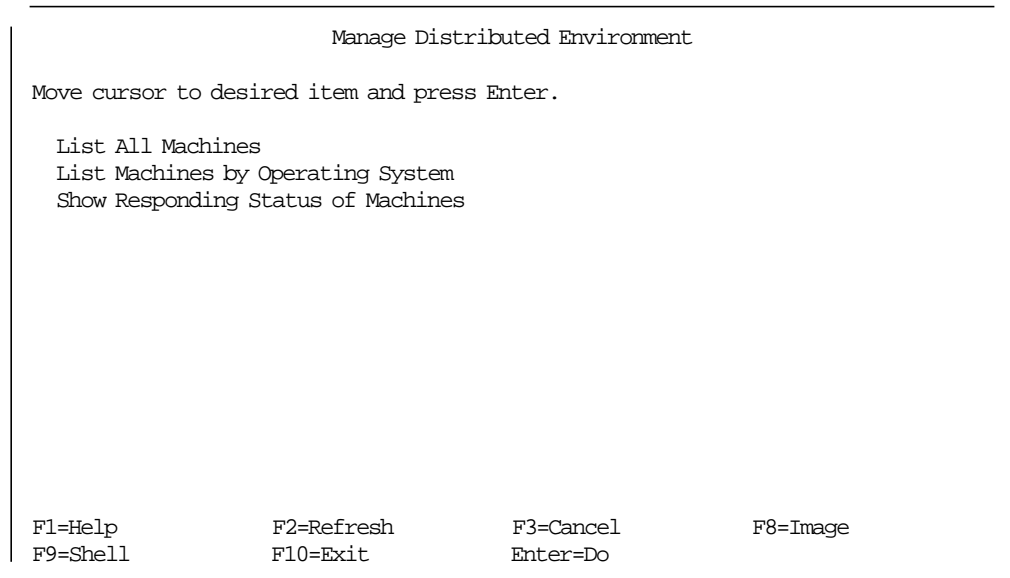 Manage Distributed Environment
Move cursor to desired item and press Enter.
List All Machines
List Machines by Operating System
Show Responding Status of Machines
F1=Help F2=Refresh F3=Cancel F8=Image
F9=Shell F10=Exit Enter=Do